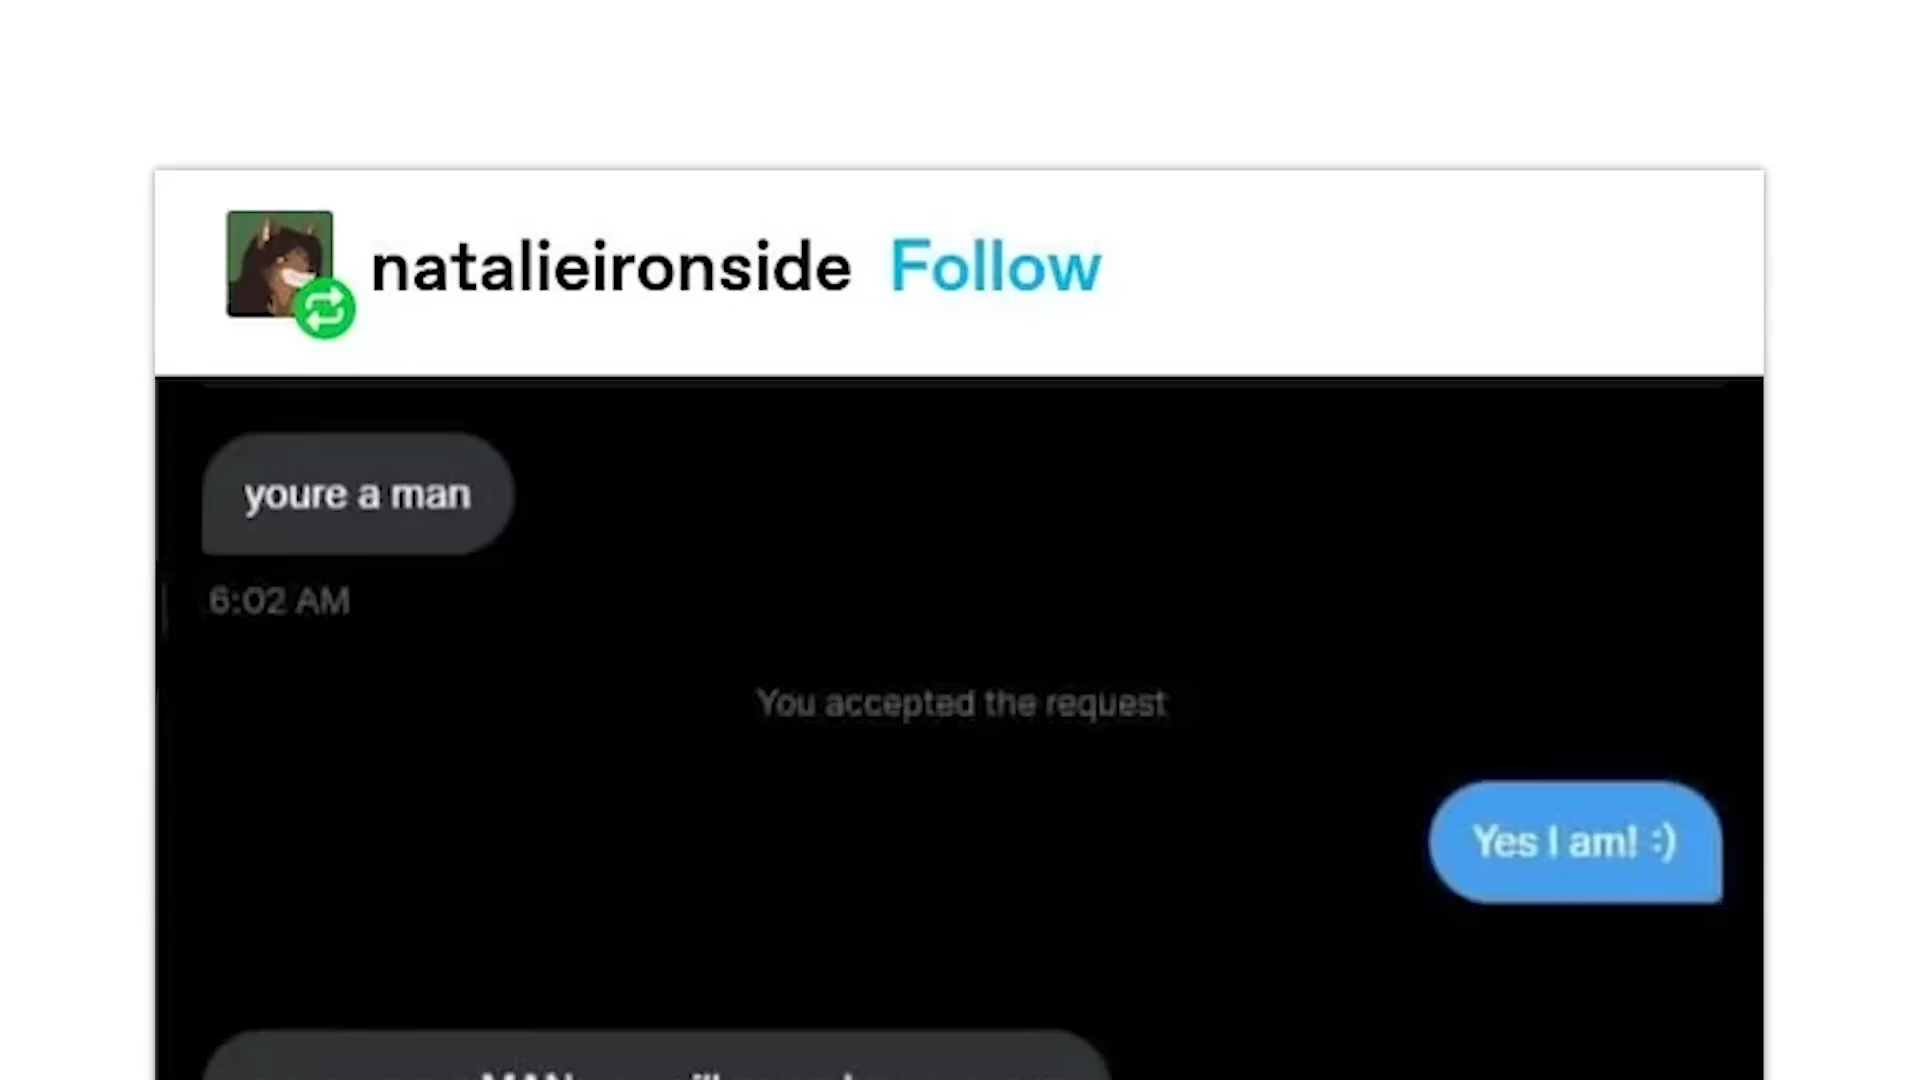 natalieironside Follow
youre a man
6:02 AM
You accepted the request
Yes I am! :)